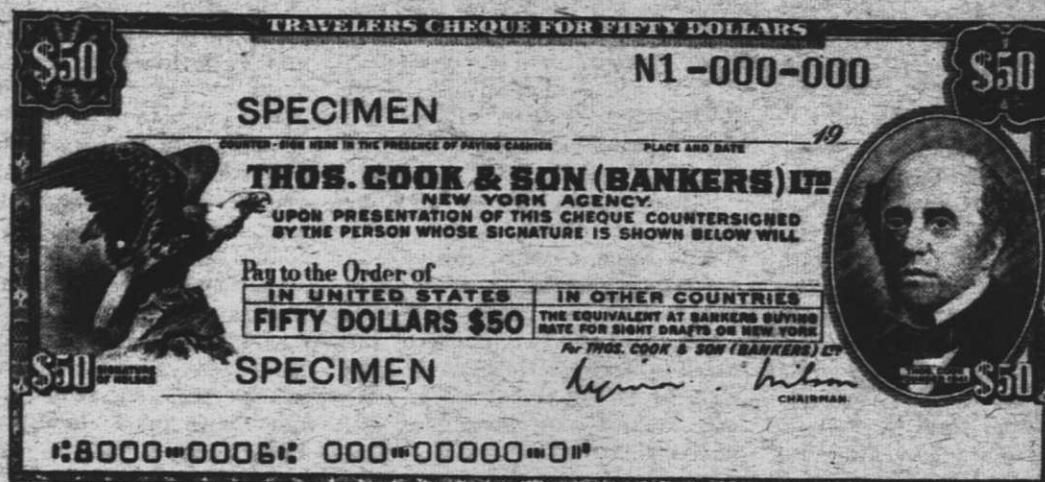 TRAVELERS CHEQUE FOR FIFTY DOLLARS
$50 $50
N1-000-000
SPECIMEN
19
COUNTER-SIGN HERE IN THE PRESENCE OF PAYING CASHIER PLACE AND DATE
THOS. COOK & SON (BANKERS) LTD
NEW YORK AGENCY.
UPON PRESENTATION OF THIS CHEQUE COUNTERSIGNED
BY THE PERSON WHOSE SIGNATURE IS SHOWN BELOW WILL
Pay to the Order of
IN UNITED STATES IN OTHER COUNTRIES
FIFTY DOLLARS $50 THE EQUIVALENT AT BANKERS BUYING
RATE FOR SIGHT DRAFTS ON NEW YORK
For THOS. COOK & SON (BANKERS) LTD
$50 SIGNATURE OF HOLDER SPECIMEN $50
CHAIRMAN.
⑆8000⑉0006⑆ 000⑉00000⑉0⑈